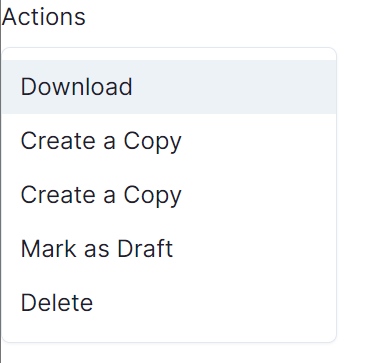 Actions
Download
Create a Copy
Create a Copy
Mark as Draft
Delete